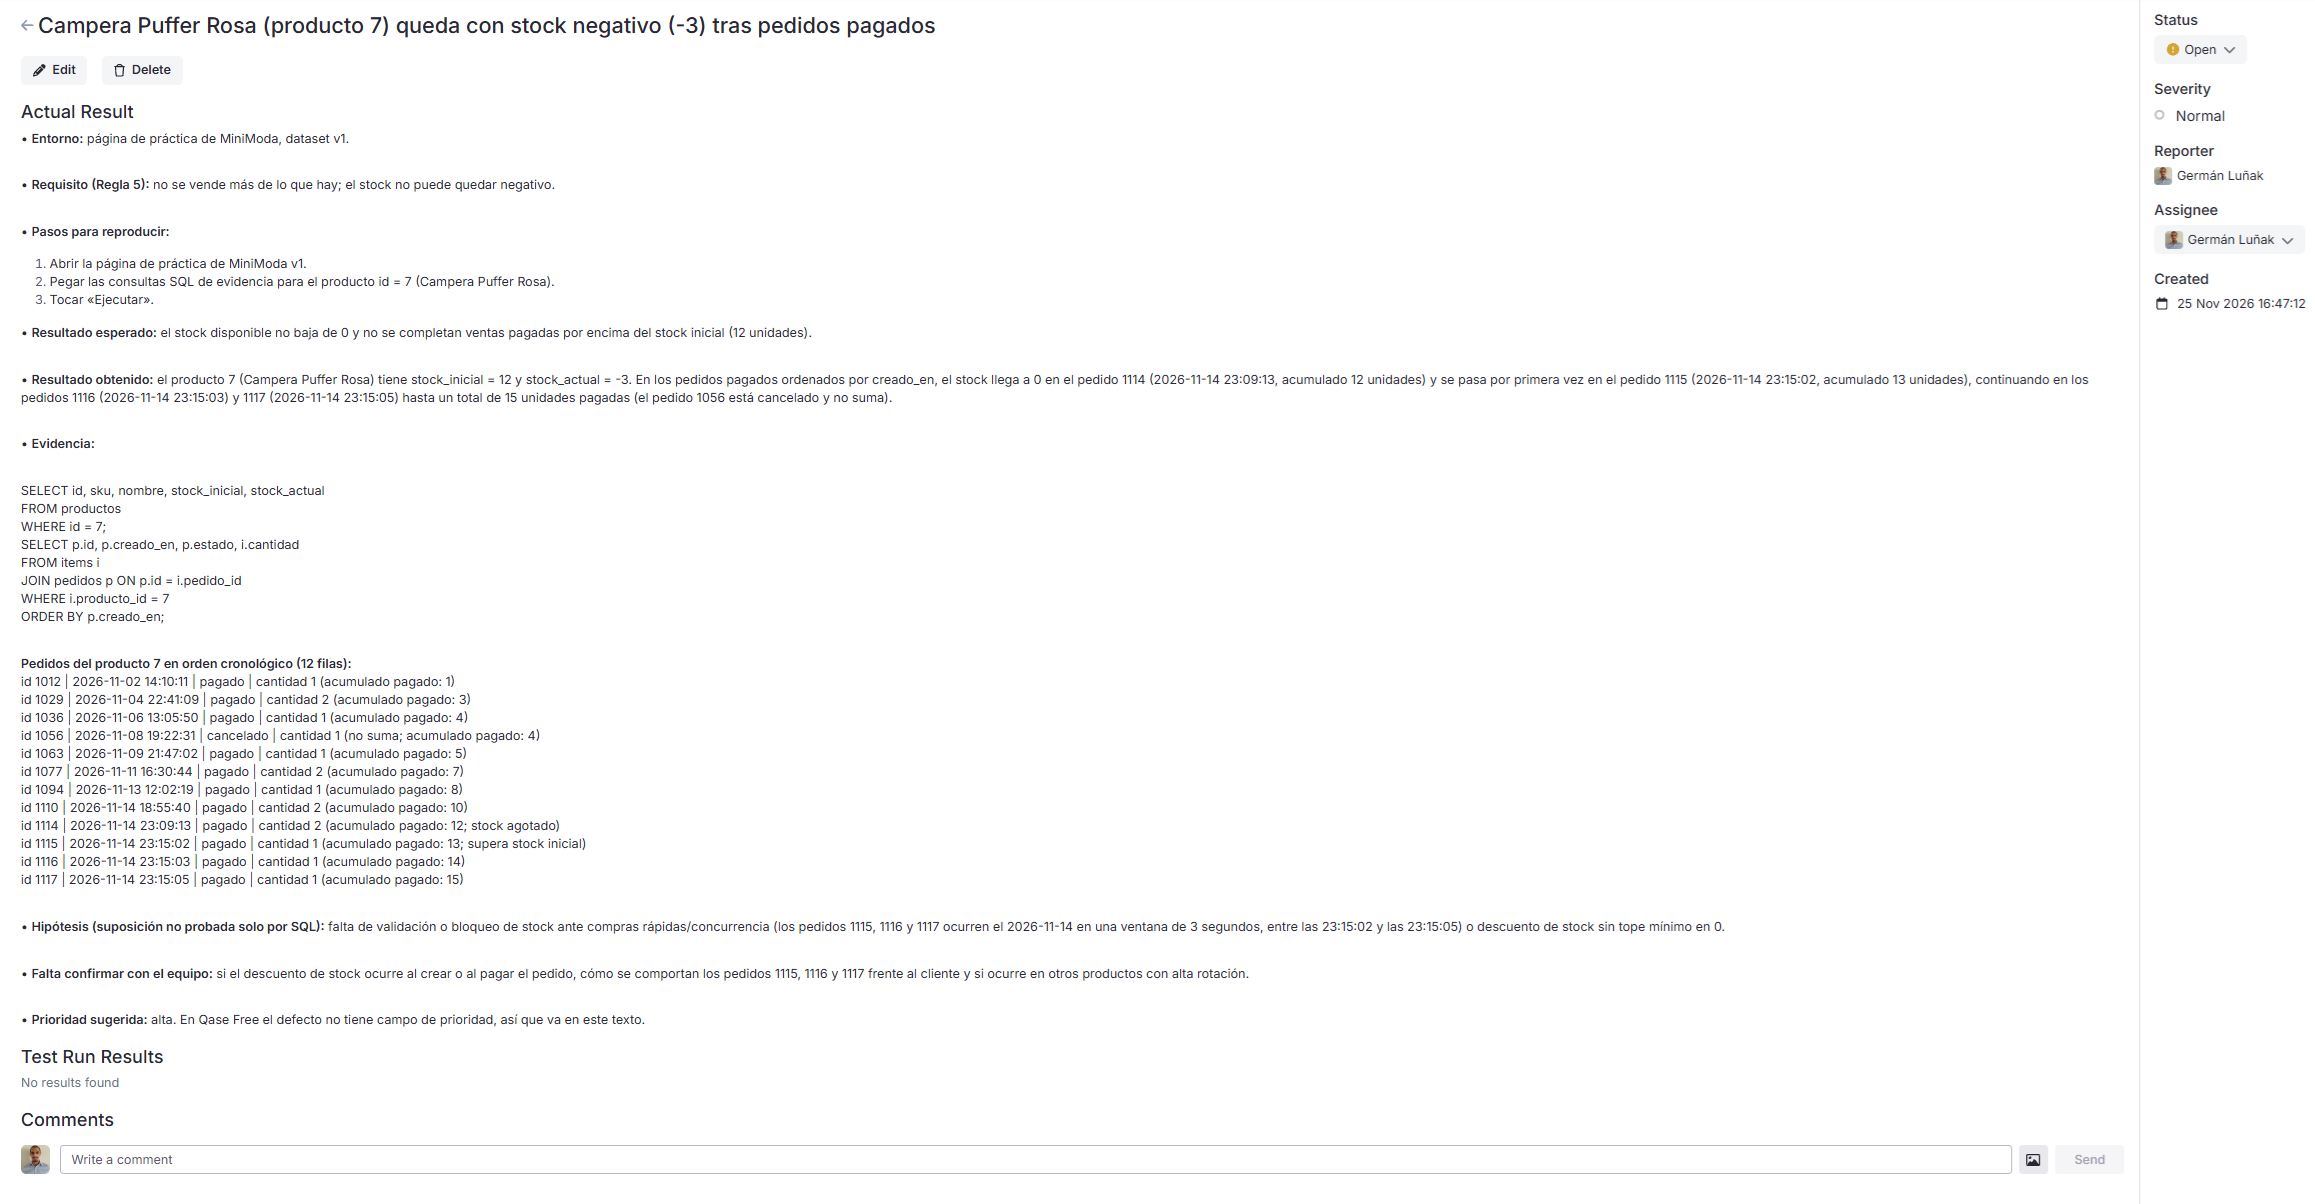 Campera Puffer Rosa (producto 7) queda con stock negativo (-3) tras pedidos pagados
Edit
Delete
Actual Result
• Entorno: página de práctica de MiniModa, dataset v1.
• Requisito (Regla 5): no se vende más de lo que hay; el stock no puede quedar negativo.
• Pasos para reproducir:
1. Abrir la página de práctica de MiniModa v1.
2. Pegar las consultas SQL de evidencia para el producto id = 7 (Campera Puffer Rosa).
3. Tocar «Ejecutar».
• Resultado esperado: el stock disponible no baja de 0 y no se completan ventas pagadas por encima del stock inicial (12 unidades).
• Resultado obtenido: el producto 7 (Campera Puffer Rosa) tiene stock_inicial = 12 y stock_actual = -3. En los pedidos pagados ordenados por creado_en, el stock llega a 0 en el pedido 1114 (2026-11-14 23:09:13, acumulado 12 unidades) y se pasa por primera vez en el pedido 1115 (2026-11-14 23:15:02, acumulado 13 unidades), continuando en los
pedidos 1116 (2026-11-14 23:15:03) y 1117 (2026-11-14 23:15:05) hasta un total de 15 unidades pagadas (el pedido 1056 está cancelado y no suma).
• Evidencia:
SELECT id, sku, nombre, stock_inicial, stock_actual
FROM productos
WHERE id = 7;
SELECT p.id, p.creado_en, p.estado, i.cantidad
FROM items i
JOIN pedidos p ON p.id = i.pedido_id
WHERE i.producto_id = 7
ORDER BY p.creado_en;
Pedidos del producto 7 en orden cronológico (12 filas):
id 1012 | 2026-11-02 14:10:11 | pagado | cantidad 1 (acumulado pagado: 1)
id 1029 | 2026-11-04 22:41:09 | pagado | cantidad 2 (acumulado pagado: 3)
id 1036 | 2026-11-06 13:05:50 | pagado | cantidad 1 (acumulado pagado: 4)
id 1056 | 2026-11-08 19:22:31 | cancelado | cantidad 1 (no suma; acumulado pagado: 4)
id 1063 | 2026-11-09 21:47:02 | pagado | cantidad 1 (acumulado pagado: 5)
id 1077 | 2026-11-11 16:30:44 | pagado | cantidad 2 (acumulado pagado: 7)
id 1094 | 2026-11-13 12:02:19 | pagado | cantidad 1 (acumulado pagado: 8)
id 1110 | 2026-11-14 18:55:40 | pagado | cantidad 2 (acumulado pagado: 10)
id 1114 | 2026-11-14 23:09:13 | pagado | cantidad 2 (acumulado pagado: 12; stock agotado)
id 1115 | 2026-11-14 23:15:02 | pagado | cantidad 1 (acumulado pagado: 13; supera stock inicial)
id 1116 | 2026-11-14 23:15:03 | pagado | cantidad 1 (acumulado pagado: 14)
id 1117 | 2026-11-14 23:15:05 | pagado | cantidad 1 (acumulado pagado: 15)
• Hipótesis (suposición no probada solo por SQL): falta de validación o bloqueo de stock ante compras rápidas/concurrencia (los pedidos 1115, 1116 y 1117 ocurren el 2026-11-14 en una ventana de 3 segundos, entre las 23:15:02 y las 23:15:05) o descuento de stock sin tope mínimo en 0.
• Falta confirmar con el equipo: si el descuento de stock ocurre al crear o al pagar el pedido, cómo se comportan los pedidos 1115, 1116 y 1117 frente al cliente y si ocurre en otros productos con alta rotación.
• Prioridad sugerida: alta. En Qase Free el defecto no tiene campo de prioridad, así que va en este texto.
Test Run Results
No results found
Comments
Write a comment
Send
Status
Open
Severity
Normal
Reporter
Germán Luñak
Assignee
Germán Luñak
Created
25 Nov 2026 16:47:12